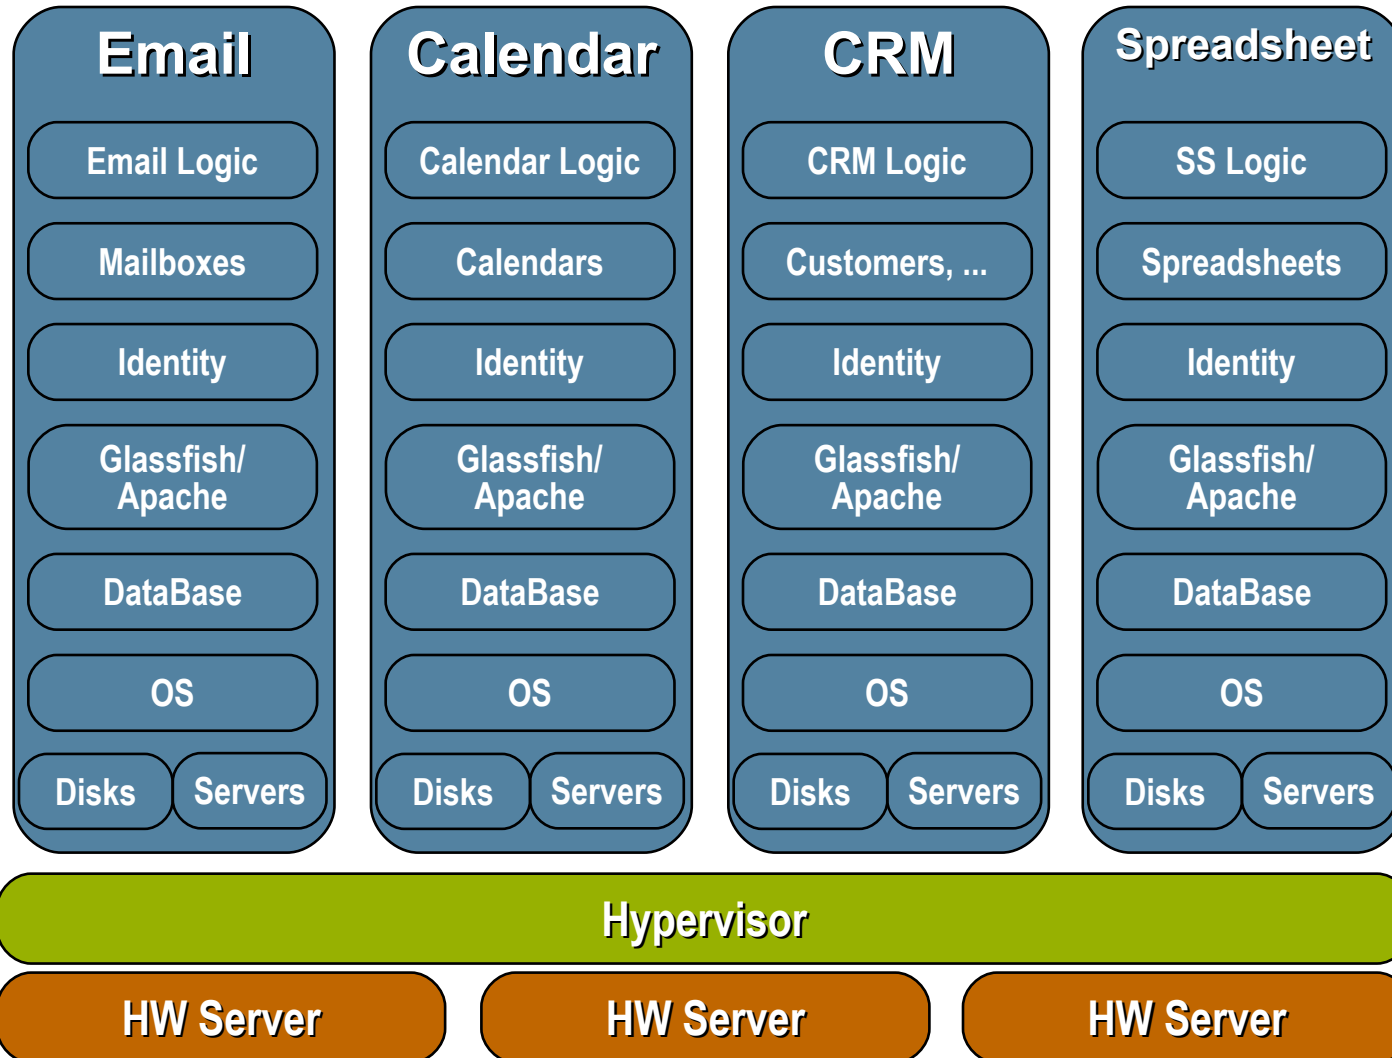 Email
Email Logic
Mailboxes
Identity
Glassfish/
Apache
DataBase
OS
Disks
Servers
Calendar
Calendar Logic
Calendars
Identity
Glassfish/
Apache
DataBase
OS
Disks
Servers
CRM
CRM Logic
Customers, ...
Identity
Glassfish/
Apache
DataBase
OS
Disks
Servers
Spreadsheet
SS Logic
Spreadsheets
Identity
Glassfish/
Apache
DataBase
OS
Disks
Servers
Hypervisor
HW Server
HW Server
HW Server